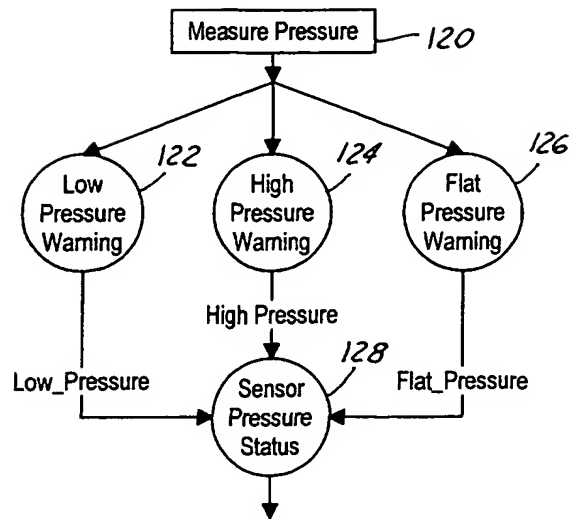 Measure Pressure
120
122
124
126
Low
Pressure
Warning
High
Pressure
Warning
Flat
Pressure
Warning
High Pressure
Low_Pressure
128
Flat_Pressure
Sensor
Pressure
Status